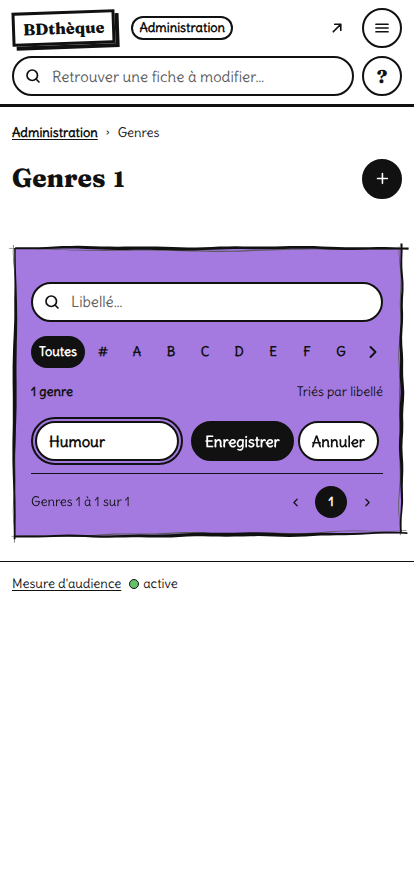 BDthèque Administration
Retrouver une fiche à modifier... ?
Administration › Genres
Genres 1 +
Libellé...
Toutes # A B C D E F G
1 genre Triés par libellé
Humour Enregistrer Annuler
Genres 1 à 1 sur 1 ‹ 1 ›
Mesure d'audience active